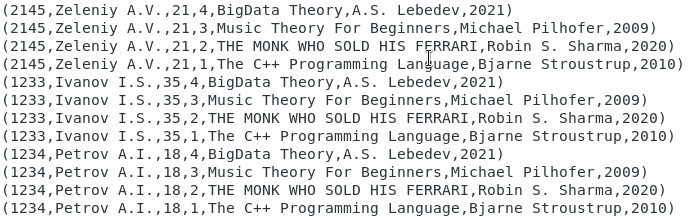 (2145,Zeleniy A.V.,21,4,BigData Theory,A.S. Lebedev,2021)
(2145,Zeleniy A.V.,21,3,Music Theory For Beginners,Michael Pilhofer,2009)
(2145,Zeleniy A.V.,21,2,THE MONK WHO SOLD HIS FERRARI,Robin S. Sharma,2020)
(2145,Zeleniy A.V.,21,1,The C++ Programming Language,Bjarne Stroustrup,2010)
(1233,Ivanov I.S.,35,4,BigData Theory,A.S. Lebedev,2021)
(1233,Ivanov I.S.,35,3,Music Theory For Beginners,Michael Pilhofer,2009)
(1233,Ivanov I.S.,35,2,THE MONK WHO SOLD HIS FERRARI,Robin S. Sharma,2020)
(1233,Ivanov I.S.,35,1,The C++ Programming Language,Bjarne Stroustrup,2010)
(1234,Petrov A.I.,18,4,BigData Theory,A.S. Lebedev,2021)
(1234,Petrov A.I.,18,3,Music Theory For Beginners,Michael Pilhofer,2009)
(1234,Petrov A.I.,18,2,THE MONK WHO SOLD HIS FERRARI,Robin S. Sharma,2020)
(1234,Petrov A.I.,18,1,The C++ Programming Language,Bjarne Stroustrup,2010)